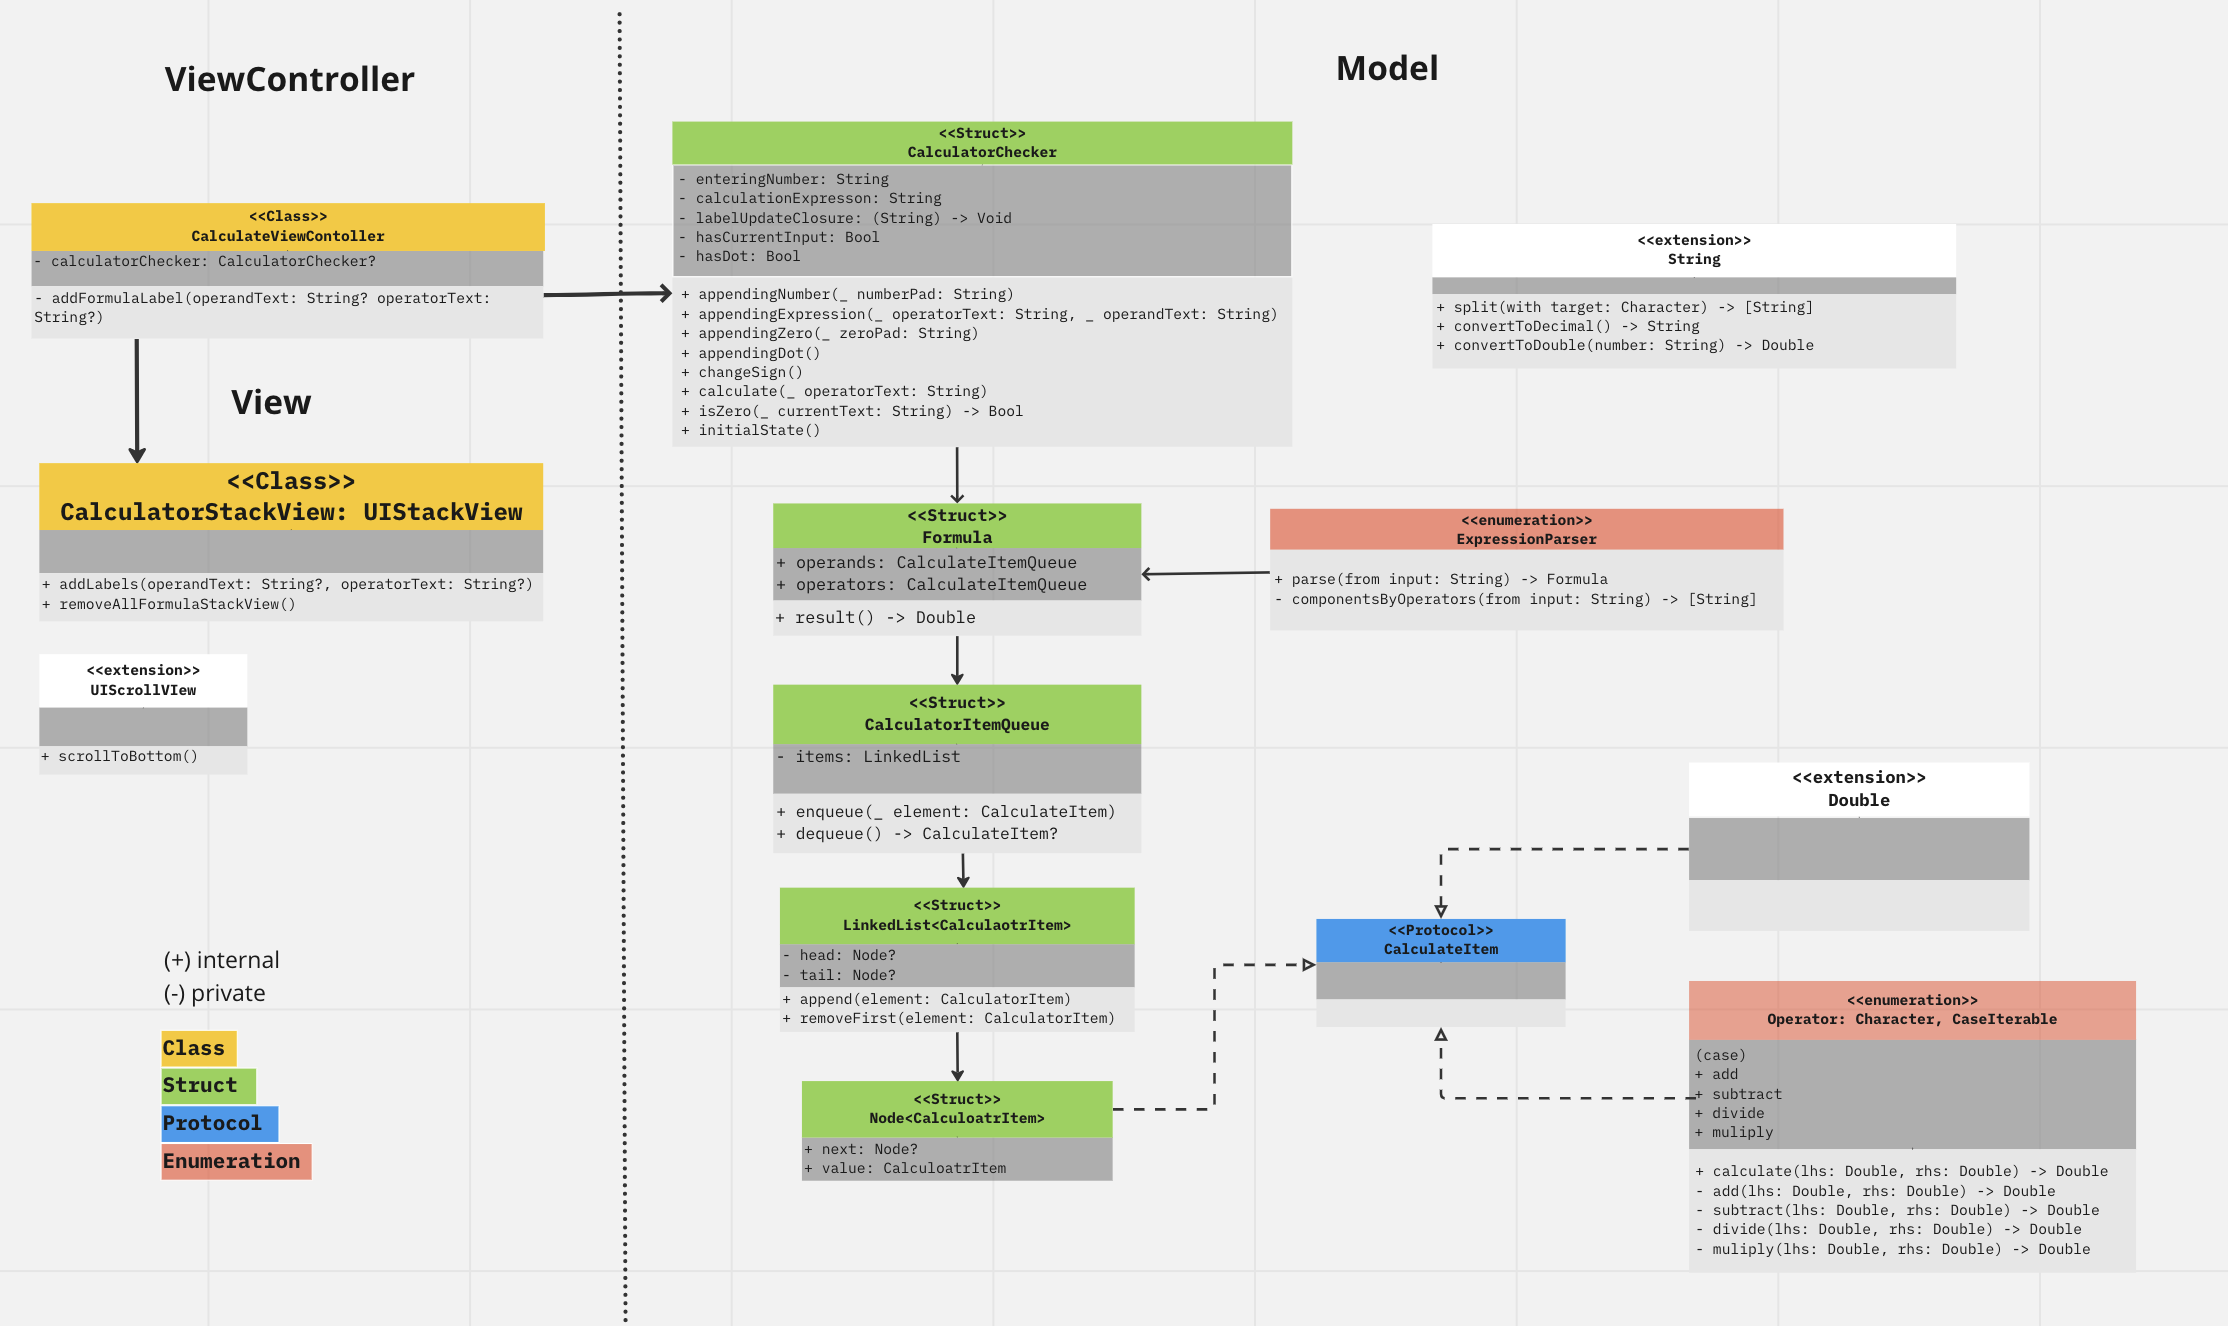 ViewController
Model
<<Class>>
CalculateViewContoller
- calculatorChecker: CalculatorChecker?
- addFormulaLabel(operandText: String? operatorText:
String?)
View
<<Class>>
CalculatorStackView: UIStackView
+ addLabels(operandText: String?, operatorText: String?)
+ removeAllFormulaStackView()
<<extension>>
UIScrollVIew
+ scrollToBottom()
(+) internal
(-) private
Class
Struct
Protocol
Enumeration
<<Struct>>
CalculatorChecker
- enteringNumber: String
- calculationExpresson: String
- labelUpdateClosure: (String) -> Void
- hasCurrentInput: Bool
- hasDot: Bool
+ appendingNumber(_ numberPad: String)
+ appendingExpression(_ operatorText: String, _ operandText: String)
+ appendingZero(_ zeroPad: String)
+ appendingDot()
+ changeSign()
+ calculate(_ operatorText: String)
+ isZero(_ currentText: String) -> Bool
+ initialState()
<<extension>>
String
+ split(with target: Character) -> [String]
+ convertToDecimal() -> String
+ convertToDouble(number: String) -> Double
<<Struct>>
Formula
+ operands: CalculateItemQueue
+ operators: CalculateItemQueue
+ result() -> Double
<<enumeration>>
ExpressionParser
+ parse(from input: String) -> Formula
- componentsByOperators(from input: String) -> [String]
<<Struct>>
CalculatorItemQueue
- items: LinkedList
+ enqueue(_ element: CalculateItem)
+ dequeue() -> CalculateItem?
<<Struct>>
LinkedList<CalculaotrItem>
- head: Node?
- tail: Node?
+ append(element: CalculatorItem)
+ removeFirst(element: CalculatorItem)
<<Struct>>
Node<CalculoatrItem>
+ next: Node?
+ value: CalculoatrItem
<<extension>>
Double
<<Protocol>>
CalculateItem
<<enumeration>>
Operator: Character, CaseIterable
(case)
+ add
+ subtract
+ divide
+ muliply
+ calculate(lhs: Double, rhs: Double) -> Double
- add(lhs: Double, rhs: Double) -> Double
- subtract(lhs: Double, rhs: Double) -> Double
- divide(lhs: Double, rhs: Double) -> Double
- muliply(lhs: Double, rhs: Double) -> Double